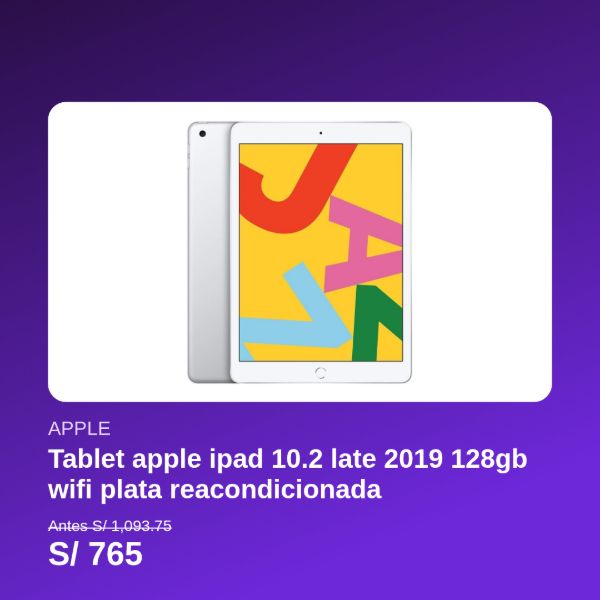 APPLE
Tablet apple ipad 10.2 late 2019 128gb
wifi plata reacondicionada
Antes S/ 1,093.75
S/ 765